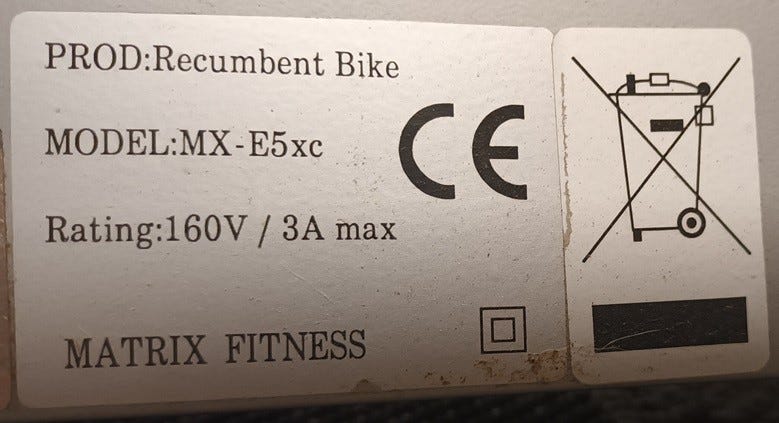 PROD:Recumbent Bike
MODEL:MX-E5xc
CE
Rating:160V / 3A max
MATRIX FITNESS